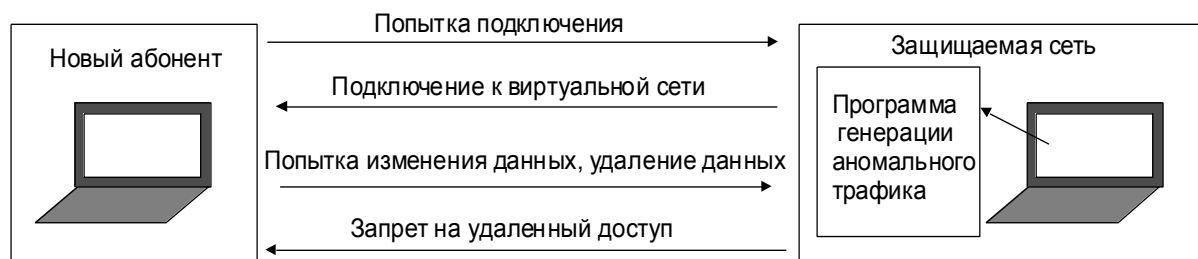 Попытка подключения
Новый абонент
Защищаемая сеть
Подключение к виртуальной сети
Программа
генерации
аномального
трафика
Попытка изменения данных, удаление данных
Запрет на удаленный доступ